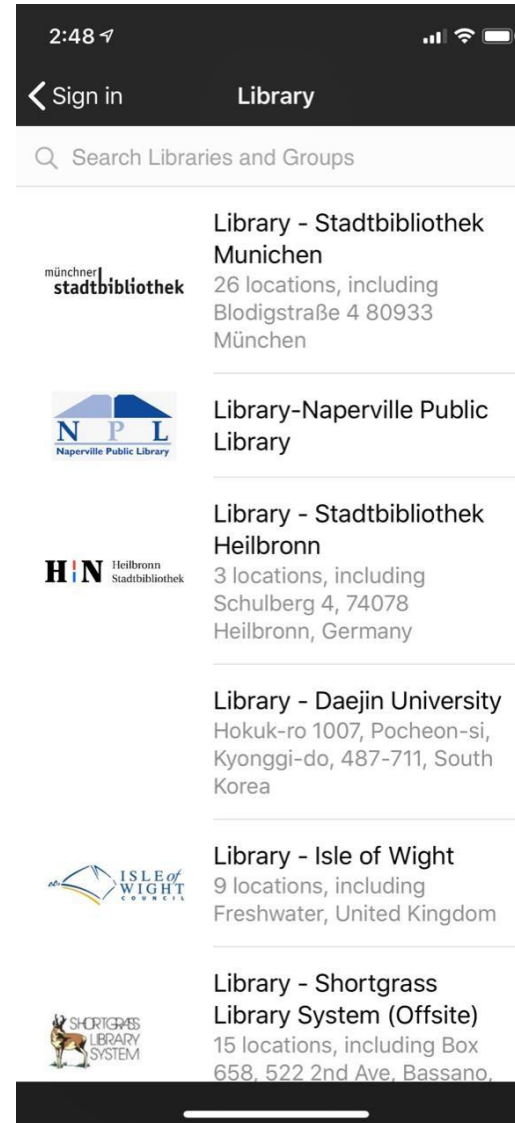 2:48
Sign in
Library
Search Libraries and Groups
münchner
stadtbibliothek
Library - Stadtbibliothek
Munichen
26 locations, including
Blodigstraße 4 80933
München
N P L
Naperville Public Library
Library-Naperville Public
Library
H N Heilbronn
Stadtbibliothek
Library - Stadtbibliothek
Heilbronn
3 locations, including
Schulberg 4, 74078
Heilbronn, Germany
Library - Daejin University
Hokuk-ro 1007, Pocheon-si,
Kyonggi-do, 487-711, South
Korea
ISLE of
WIGHT
COUNCIL
Library - Isle of Wight
9 locations, including
Freshwater, United Kingdom
SHORTGRASS
LIBRARY
SYSTEM
Library - Shortgrass
Library System (Offsite)
15 locations, including Box
658, 522 2nd Ave, Bassano,